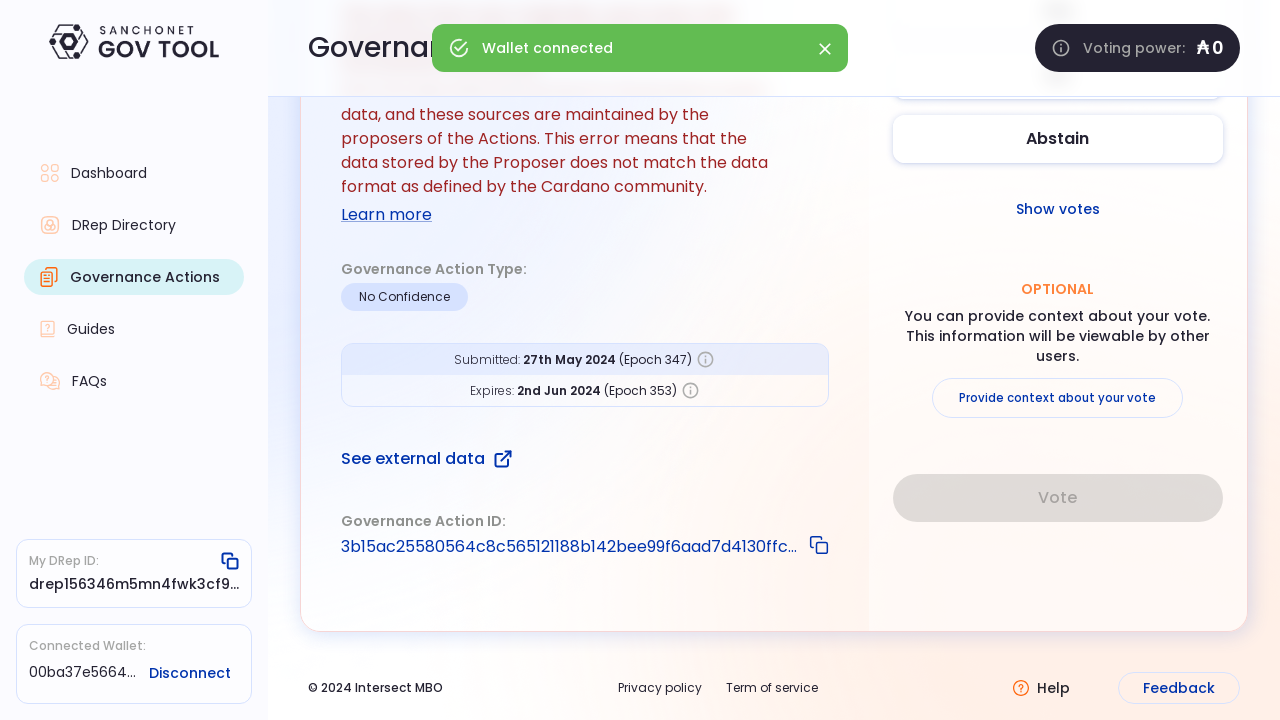 SANCHONET
GOV TOOL
Governan
Wallet connected
Voting power: ₳ 0
Dashboard
DRep Directory
Governance Actions
Guides
FAQs
My DRep ID:
drep156346m5mn4fwk3cf9...
Connected Wallet:
00ba37e5664... Disconnect
data, and these sources are maintained by the
proposers of the Actions. This error means that the
data stored by the Proposer does not match the data
format as defined by the Cardano community.
Learn more
Governance Action Type:
No Confidence
Submitted: 27th May 2024 (Epoch 347)
Expires: 2nd Jun 2024 (Epoch 353)
See external data
Governance Action ID:
3b15ac25580564c8c565121188b142bee99f6aad7d4130ffc...
Abstain
Show votes
OPTIONAL
You can provide context about your vote.
This information will be viewable by other
users.
Provide context about your vote
Vote
© 2024 Intersect MBO
Privacy policy
Term of service
Help
Feedback